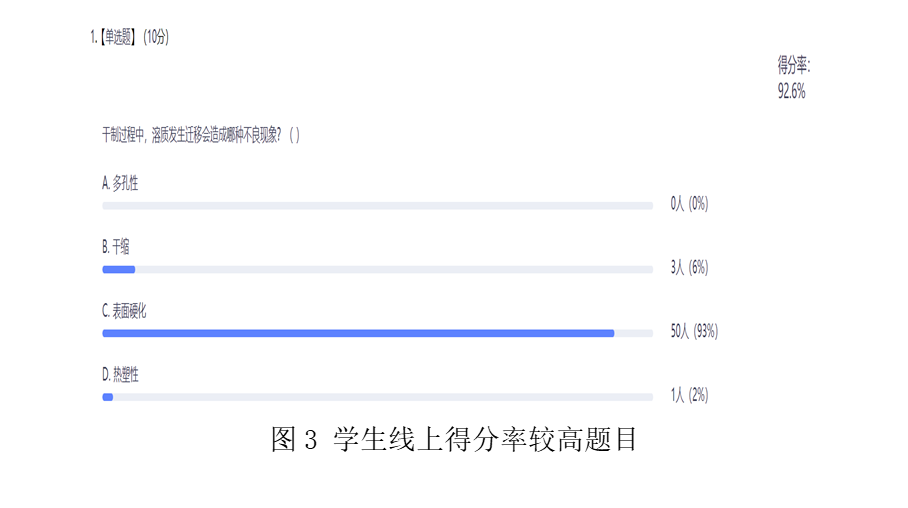 1.【单选题】 (10分)
得分率:
92.6%
干制过程中，溶质发生迁移会造成哪种不良现象? ( )
A. 多孔性
0人 (0%)
B. 干缩
3人 (6%)
C. 表面硬化
50人 (93%)
D. 热塑性
1人 (2%)
图 3 学生线上得分率较高题目